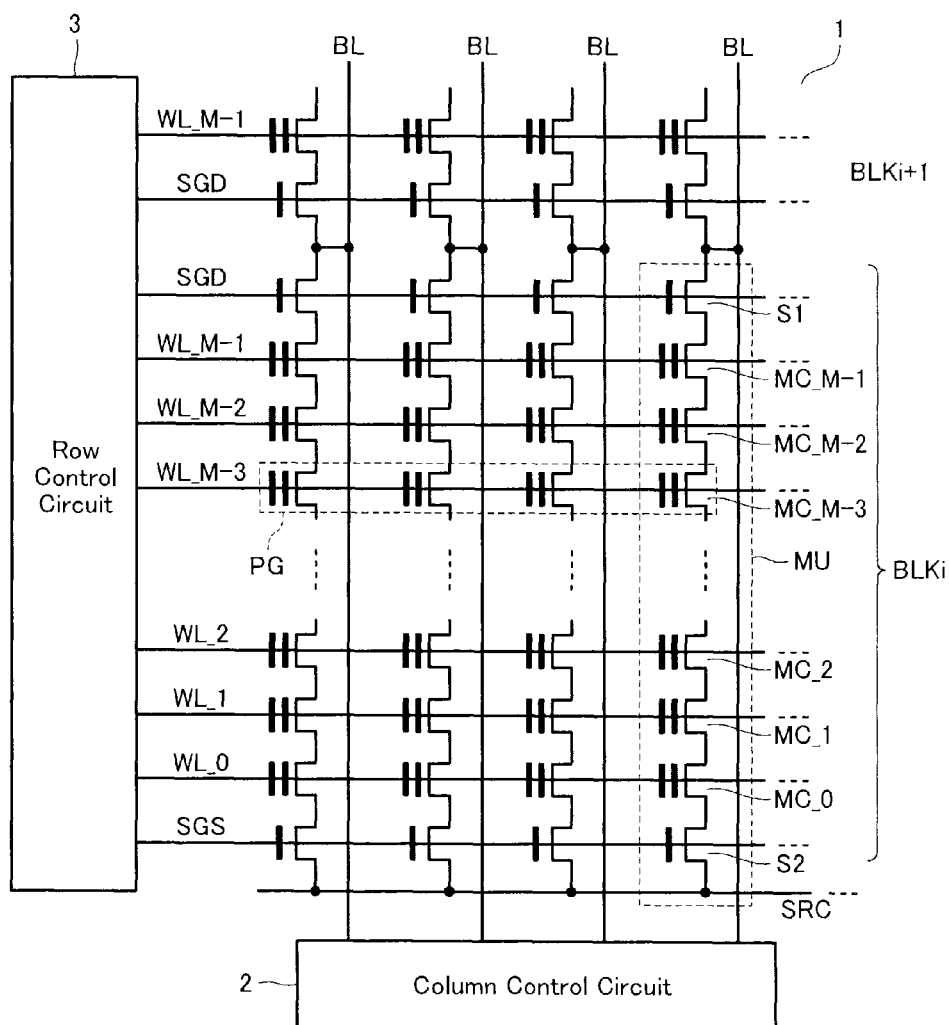 3
BL BL BL BL
1
WL_M-1
BLKi+1
SGD
SGD
S1
WL_M-1
MC_M-1
WL_M-2
MC_M-2
Row
Control
Circuit
WL_M-3
MC_M-3
PG
MU
BLKi
WL_2
MC_2
WL_1
MC_1
WL_0
MC_0
SGS
S2
SRC
2
Column Control Circuit